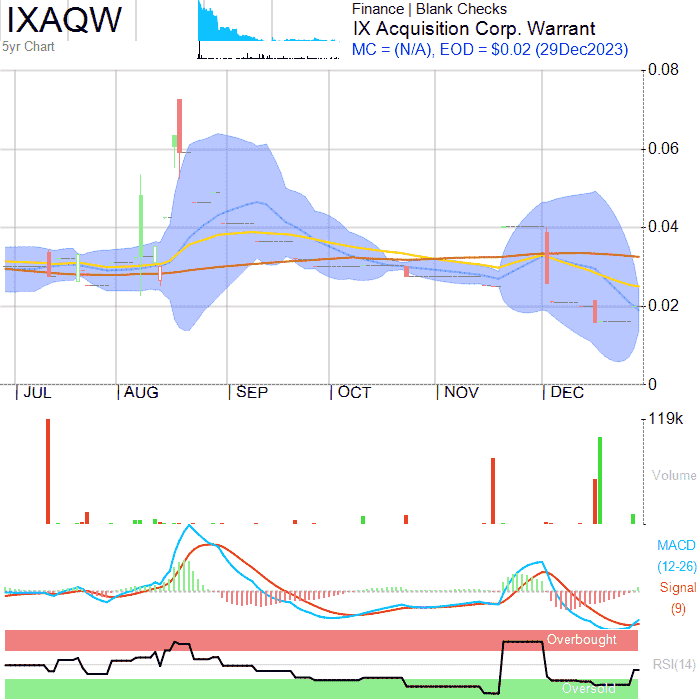 IXAQW
5yr Chart
Finance | Blank Checks
IX Acquisition Corp. Warrant
MC = (N/A), EOD = $0.02 (29Dec2023)
0.08
0.06
0.04
0.02
0
JUL AUG SEP OCT NOV DEC
119k
Volume
MACD
(12-26)
Signal
(9)
Overbought
RSI(14)
Oversold